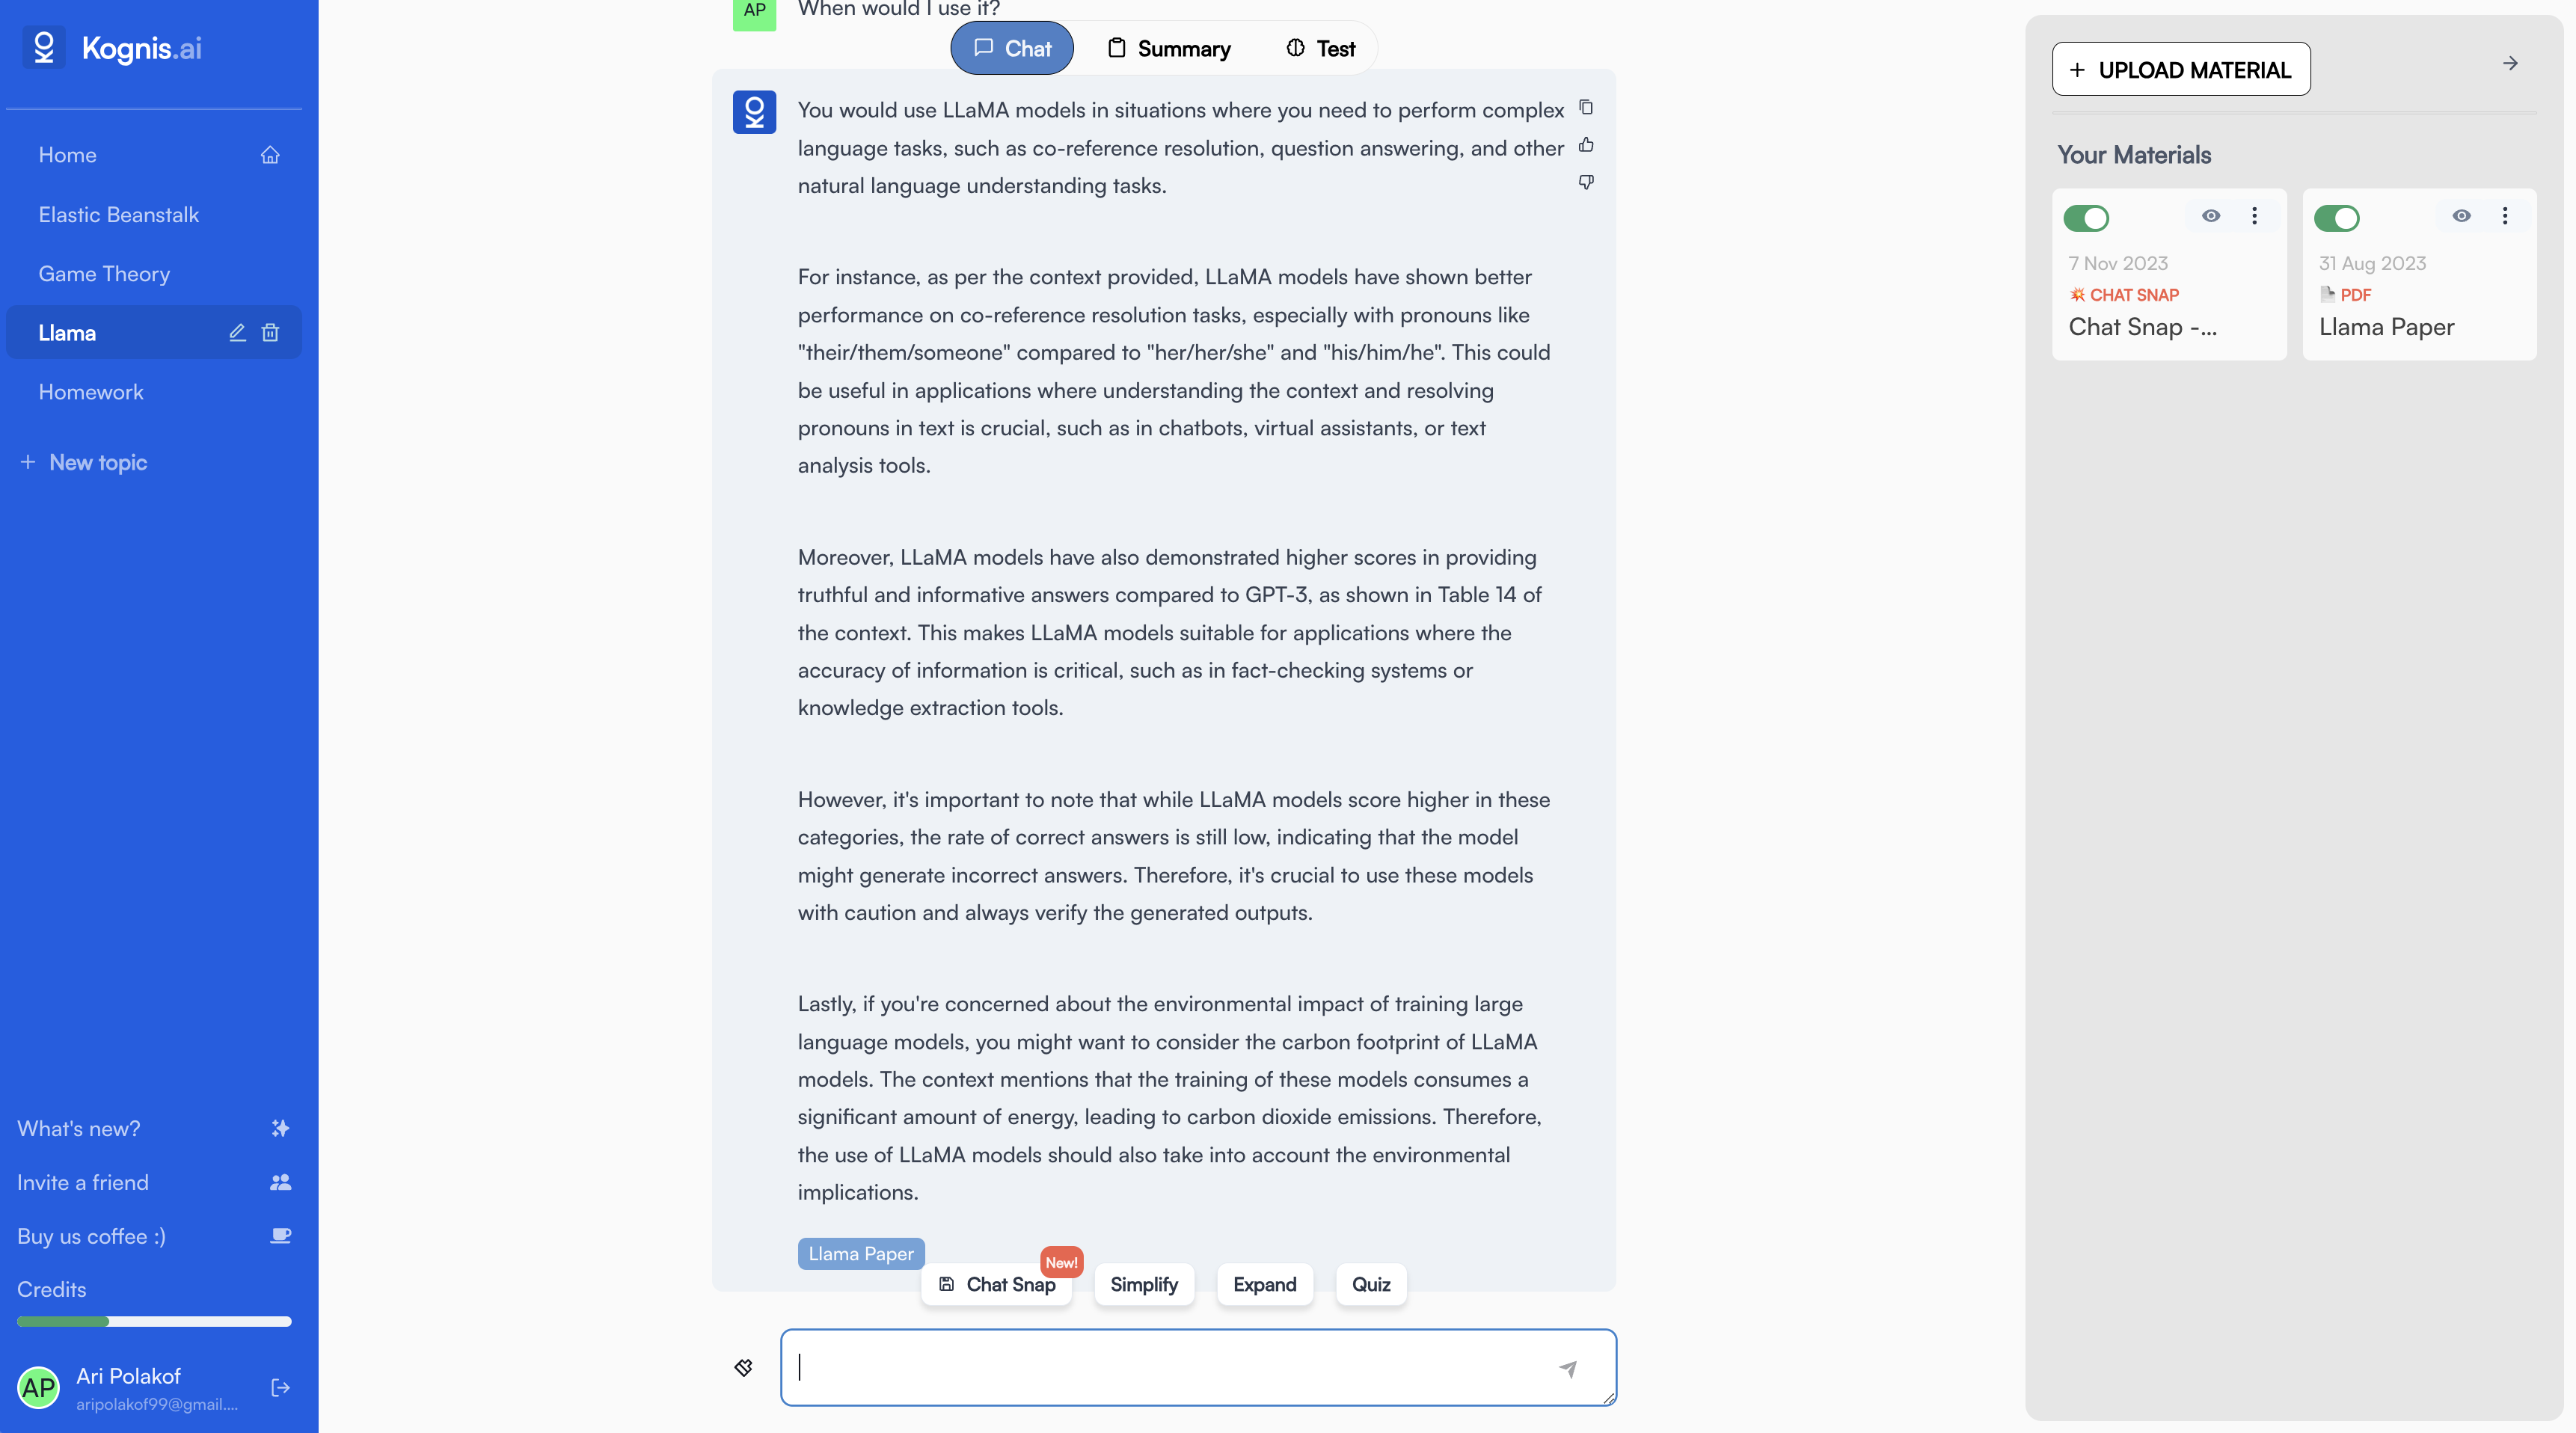 Kognis.ai
Home
Elastic Beanstalk
Game Theory
Llama
Homework
+ New topic
What's new?
Invite a friend
Buy us coffee :)
Credits
AP
Ari Polakof
aripolakof99@gmail....
AP
When would I use it?
Chat
Summary
Test
You would use LLaMA models in situations where you need to perform complex
language tasks, such as co-reference resolution, question answering, and other
natural language understanding tasks.
For instance, as per the context provided, LLaMA models have shown better
performance on co-reference resolution tasks, especially with pronouns like
"their/them/someone" compared to "her/her/she" and "his/him/he". This could
be useful in applications where understanding the context and resolving
pronouns in text is crucial, such as in chatbots, virtual assistants, or text
analysis tools.
Moreover, LLaMA models have also demonstrated higher scores in providing
truthful and informative answers compared to GPT-3, as shown in Table 14 of
the context. This makes LLaMA models suitable for applications where the
accuracy of information is critical, such as in fact-checking systems or
knowledge extraction tools.
However, it's important to note that while LLaMA models score higher in these
categories, the rate of correct answers is still low, indicating that the model
might generate incorrect answers. Therefore, it's crucial to use these models
with caution and always verify the generated outputs.
Lastly, if you're concerned about the environmental impact of training large
language models, you might want to consider the carbon footprint of LLaMA
models. The context mentions that the training of these models consumes a
significant amount of energy, leading to carbon dioxide emissions. Therefore,
the use of LLaMA models should also take into account the environmental
implications.
Llama Paper
New!
Chat Snap
Simplify
Expand
Quiz
+ UPLOAD MATERIAL
Your Materials
7 Nov 2023
CHAT SNAP
Chat Snap -...
31 Aug 2023
PDF
Llama Paper